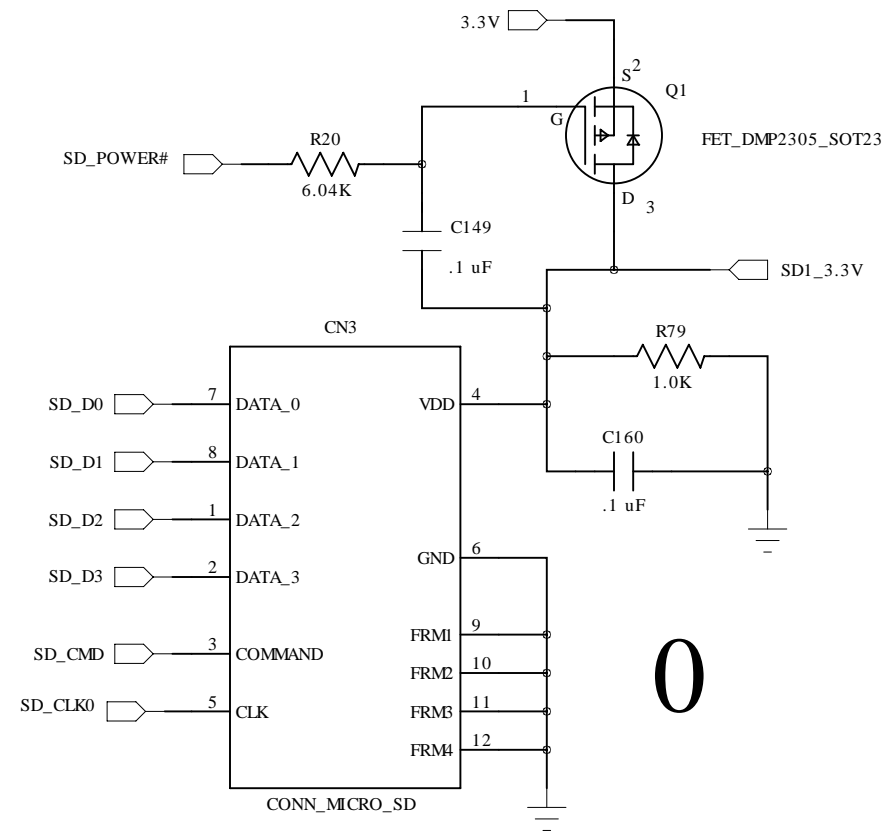 3.3V
S 2
Q1
1
G
FET_DMP2305_SOT23
R20
SD_POWER#
6.04K
D 3
C149
.1 uF
SD1_3.3V
CN3
R79
1.0K
SD_D0 7 DATA_0 VDD 4
C160
SD_D1 8 DATA_1
.1 uF
SD_D2 1 DATA_2
GND 6
SD_D3 2 DATA_3
FRM1 9
SD_CMD 3 COMMAND
FRM2 10
0
SD_CLK0 5 CLK FRM3 11
FRM4 12
CONN_MICRO_SD